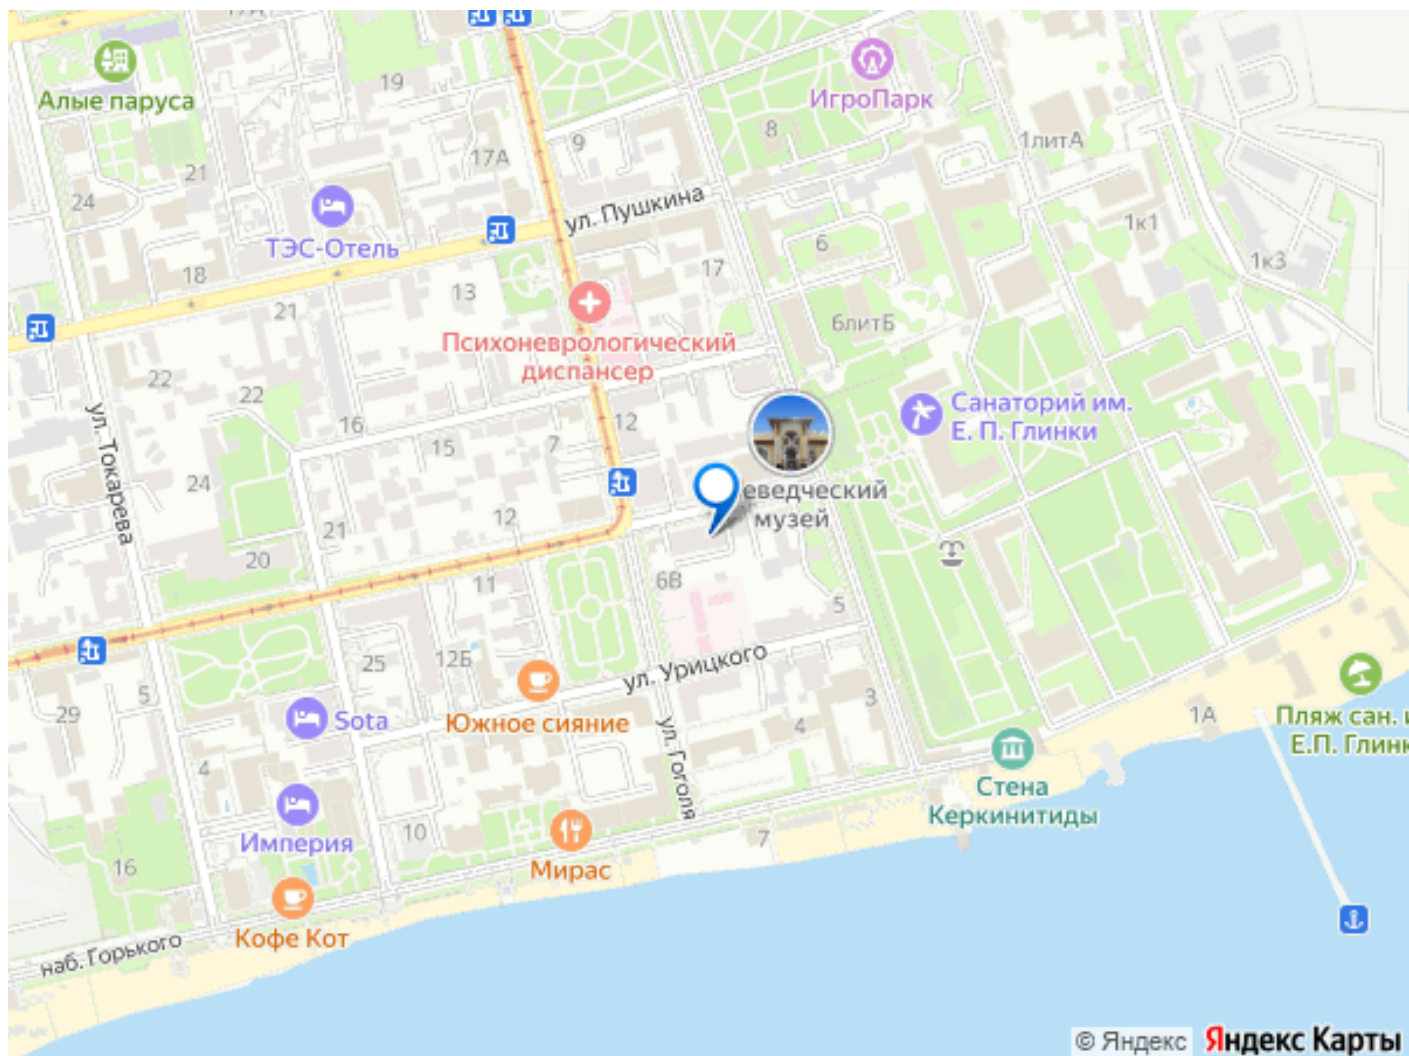 17А
19
Алые паруса
ИгроПарк
8
9
1литА
17А
21
24
ул. Пушкина
ТЭС-Отель
6
1к1
1к3
18
17
13
21
6литБ
Психоневрологический
диспансер
22
22
Санаторий им.
Е. П. Глинки
ул. Токарева
16
12
15
7
24
еведческий
музей
12
21
20
11
6В
5
12Б
25
ул. Урицкого
5
29
Sota
Южное сияние
ул. Гоголя
3
4
1А
Пляж сан. и
Е.П. Глинк
4
Стена
Керкинитиды
Империя
10
7
16
Мирас
Кофе Кот
наб. Горького
© Яндекс Яндекс Карты